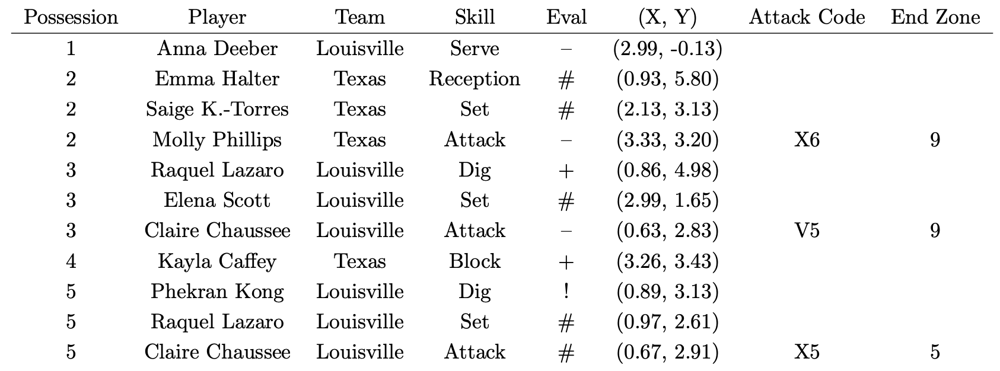 Possession Player Team Skill Eval (X, Y) Attack Code End Zone
1 Anna Deeber Louisville Serve – (2.99, -0.13)
2 Emma Halter Texas Reception # (0.93, 5.80)
2 Saige K.-Torres Texas Set # (2.13, 3.13)
2 Molly Phillips Texas Attack – (3.33, 3.20) X6 9
3 Raquel Lazaro Louisville Dig + (0.86, 4.98)
3 Elena Scott Louisville Set # (2.99, 1.65)
3 Claire Chaussee Louisville Attack – (0.63, 2.83) V5 9
4 Kayla Caffey Texas Block + (3.26, 3.43)
5 Phekran Kong Louisville Dig ! (0.89, 3.13)
5 Raquel Lazaro Louisville Set # (0.97, 2.61)
5 Claire Chaussee Louisville Attack # (0.67, 2.91) X5 5